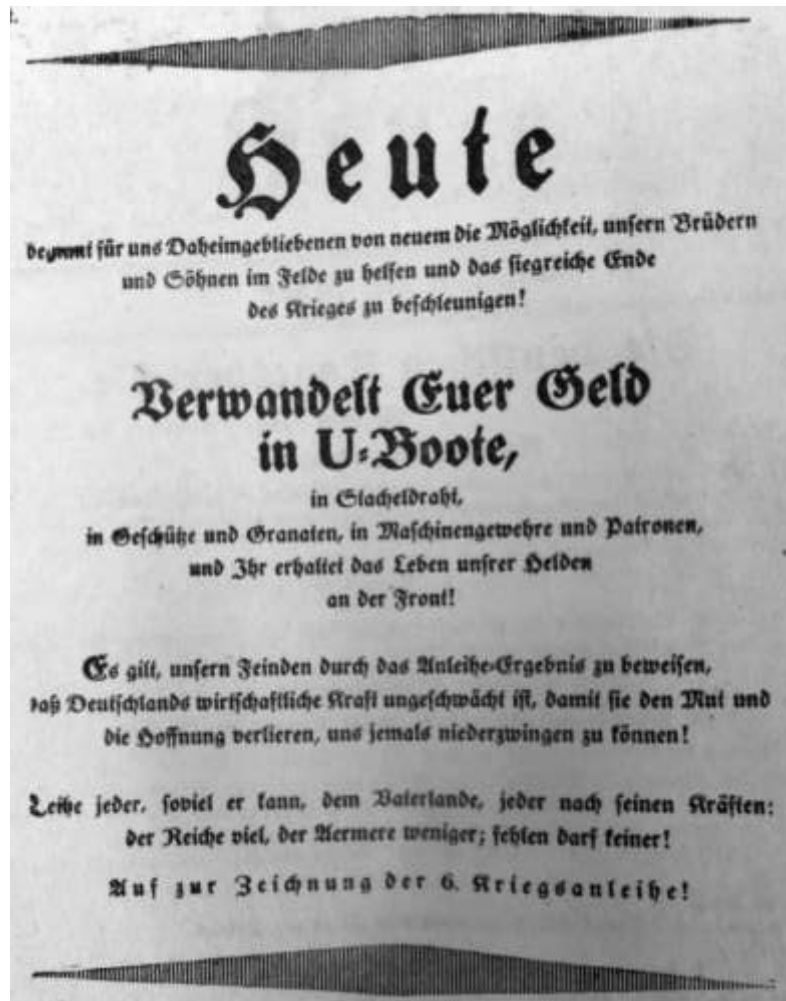 Heute
beginnt für uns Daheimgebliebenen von neuem die Möglichkeit, unsern Brüdern
und Söhnen im Felde zu helfen und das siegreiche Ende
des Krieges zu beschleunigen!
Verwandelt Euer Geld
in U-Boote,
in Stacheldraht,
in Geschütze und Granaten, in Maschinengewehre und Patronen,
und Ihr erhaltet das Leben unsrer Helden
an der Front!
Es gilt, unsern Feinden durch das Anleihe-Ergebnis zu beweisen,
daß Deutschlands wirtschaftliche Kraft ungeschwächt ist, damit sie den Mut und
die Hoffnung verlieren, uns jemals niederzwingen zu können!
Leihe jeder, soviel er kann, dem Vaterlande, jeder nach seinen Kräften:
der Reiche viel, der Aermere weniger; fehlen darf keiner!
Auf zur Zeichnung der 6. Kriegsanleihe!